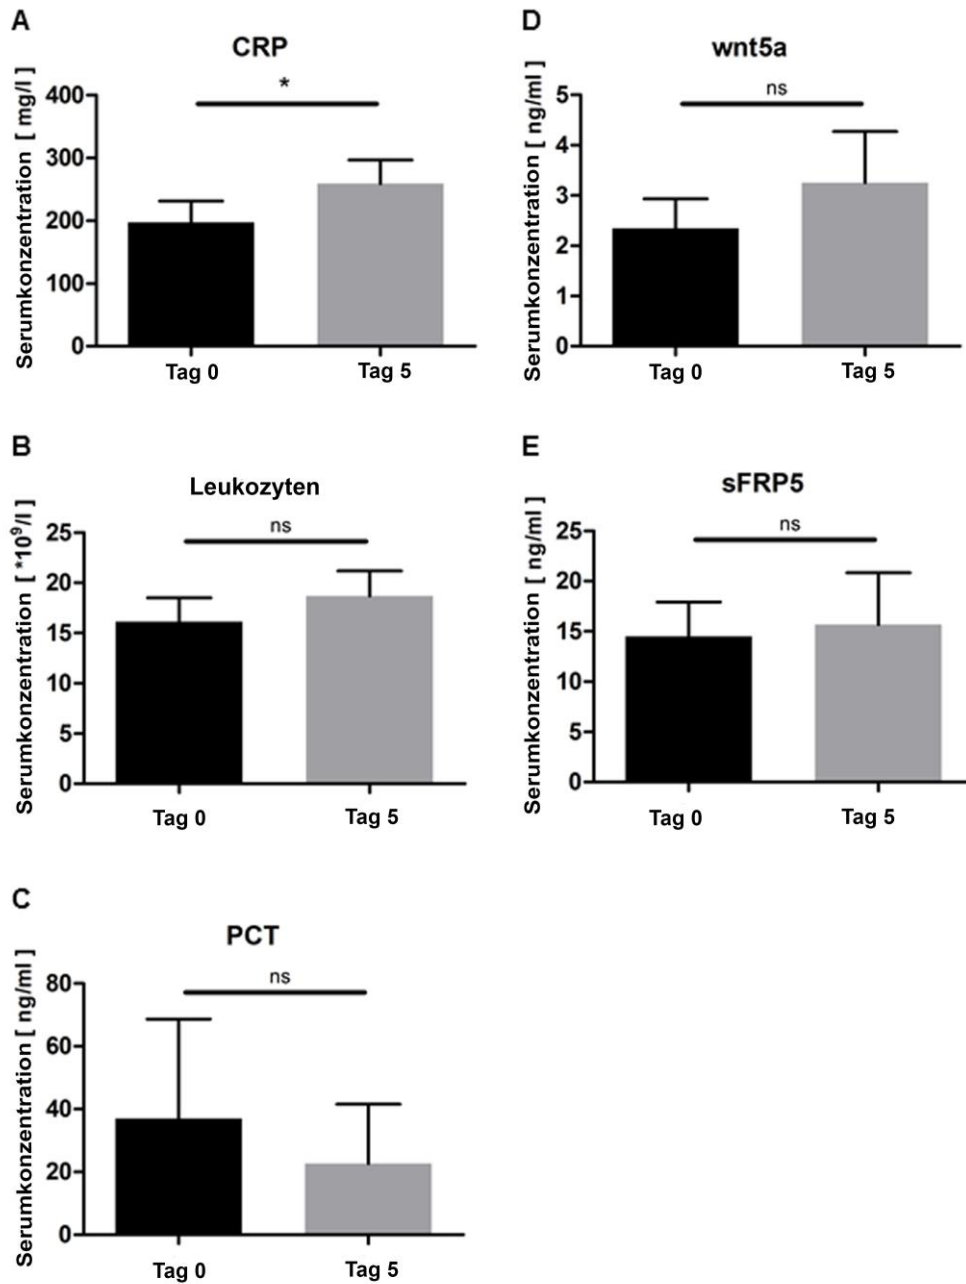 A
CRP
*
Serumkonzentration [ mg/l ]
400
300
200
100
0
Tag 0
Tag 5
D
wnt5a
ns
Serumkonzentration [ ng/ml ]
5
4
3
2
1
0
Tag 0
Tag 5
B
Leukozyten
ns
Serumkonzentration [ *10⁹/l ]
25
20
15
10
5
0
Tag 0
Tag 5
E
sFRP5
ns
Serumkonzentration [ ng/ml ]
25
20
15
10
5
0
Tag 0
Tag 5
C
PCT
ns
Serumkonzentration [ ng/ml ]
80
60
40
20
0
Tag 0
Tag 5